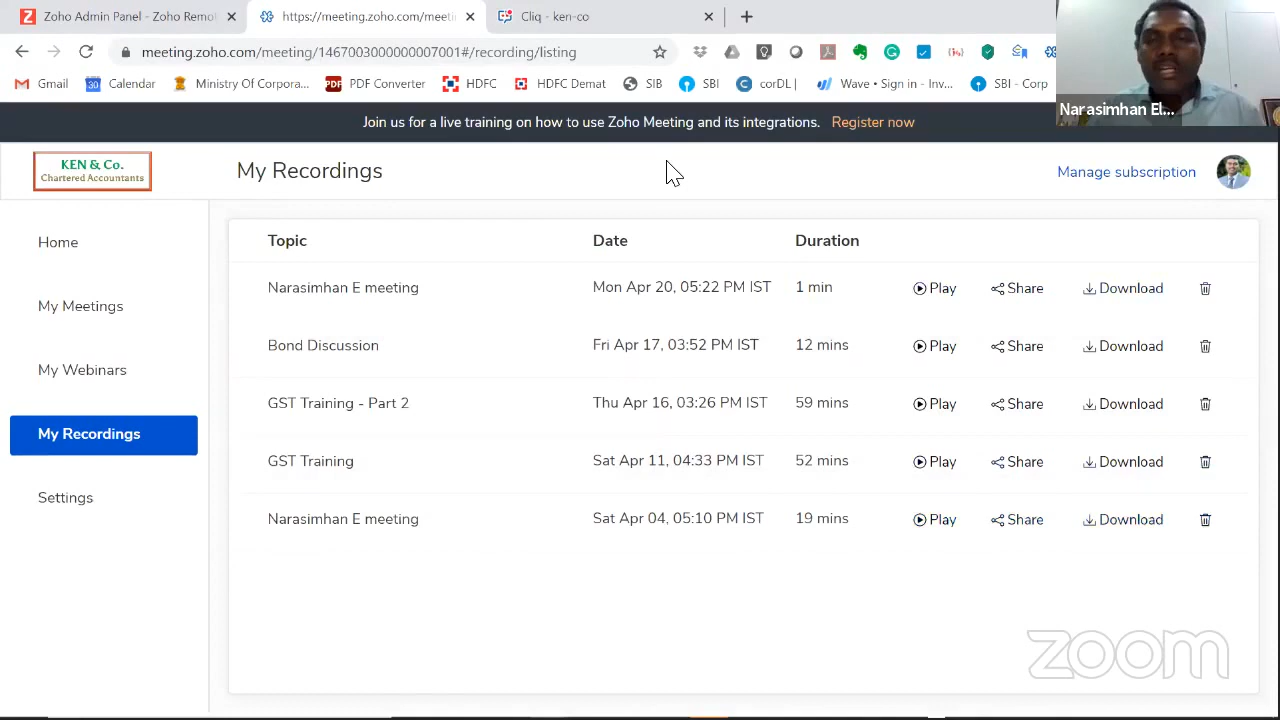 Zoho Admin Panel - Zoho Remo
https://meeting.zoho.com/meeti
Cliq - ken-co
meeting.zoho.com/meeting/1467003000000007001#/recording/listing
Gmail
Calendar
Ministry Of Corpora...
PDF Converter
HDFC
HDFC Demat
SIB
SBI
corDL |
Wave • Sign in - Inv...
SBI - Corp
Narasimhan El...
Join us for a live training on how to use Zoho Meeting and its integrations. Register now
KEN & Co.
Chartered Accountants
My Recordings
Manage subscription
Home
My Meetings
My Webinars
My Recordings
Settings
Topic Date Duration
Narasimhan E meeting Mon Apr 20, 05:22 PM IST 1 min Play Share Download
Bond Discussion Fri Apr 17, 03:52 PM IST 12 mins Play Share Download
GST Training - Part 2 Thu Apr 16, 03:26 PM IST 59 mins Play Share Download
GST Training Sat Apr 11, 04:33 PM IST 52 mins Play Share Download
Narasimhan E meeting Sat Apr 04, 05:10 PM IST 19 mins Play Share Download
zoom